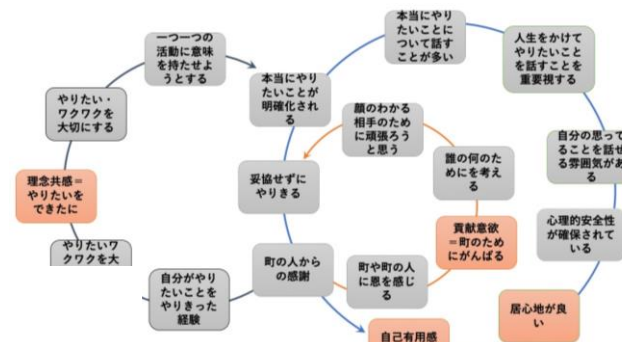 一つ一つの
活動に意味
を持たせよ
うとする
やりたい・
ワクワクを
大切にする
理念共感＝
やりたいを
できたに
やりたいワ
クワクを大
自分がやり
たいことを
やりきった
経験
本当にやり
たいことが
明確化され
る
妥協せずに
やりきる
町の人から
の感謝
顔のわかる
相手のため
に頑張ろう
と思う
誰の何のた
めにを考え
る
貢献意欲
＝町のため
にがんばる
町や町の人
に恩を感じ
る
自己有用感
本当にやり
たいことに
ついて話す
ことが多い
人生をかけて
やりたいこと
を話すことを
重要視する
自分の思って
ることを話せ
る雰囲気があ
る
心理的安全性
が確保されて
いる
居心地が良
い